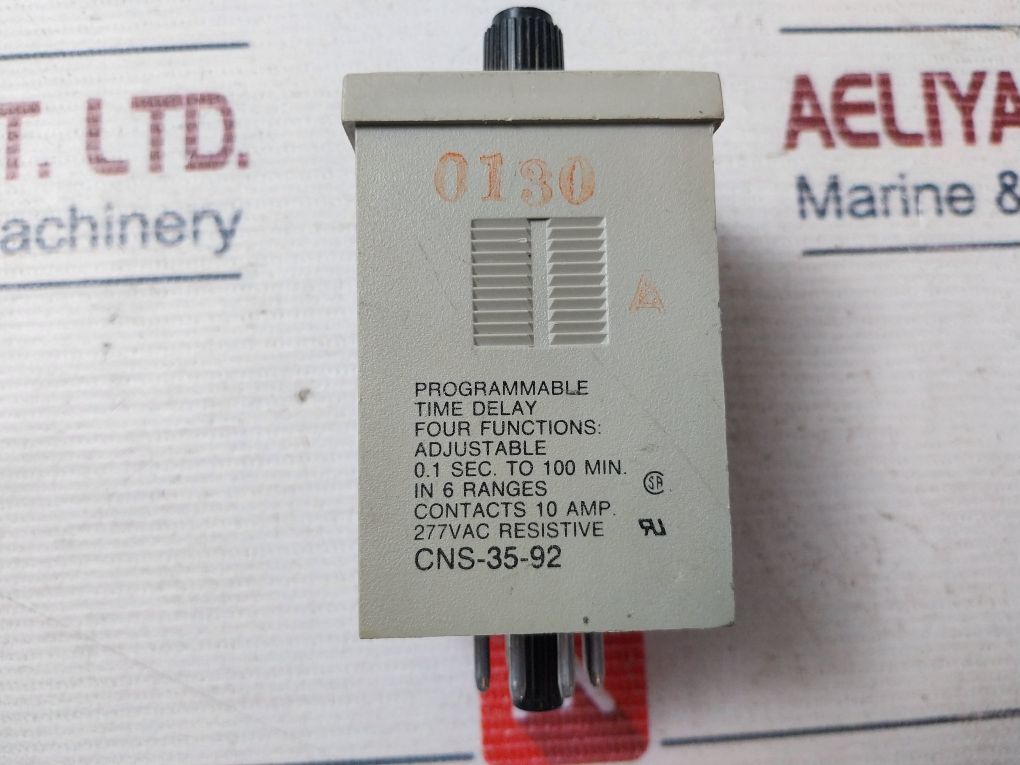 T. LTD.
achinery
AELIYA
Marine &
0130
PROGRAMMABLE
TIME DELAY
FOUR FUNCTIONS:
ADJUSTABLE
0.1 SEC. TO 100 MIN.
IN 6 RANGES
CONTACTS 10 AMP.
277VAC RESISTIVE
CNS-35-92